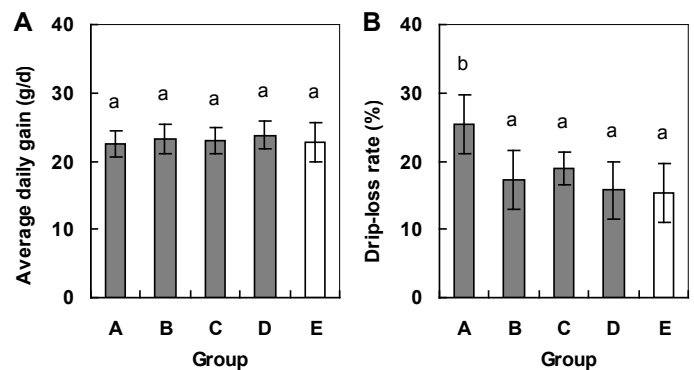 A
Average daily gain (g/d)
40
30
20
10
0
a a a a a
A B C D E
Group
B
Drip-loss rate (%)
40
30
20
10
0
b a a a a
A B C D E
Group